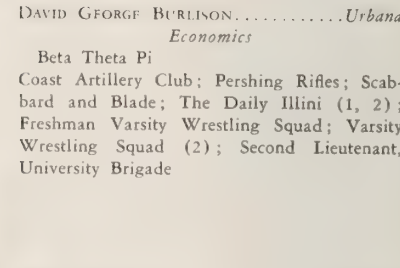 DAVID GEORGE BURLISON............Urbana
Economics
Beta Theta Pi
Coast Artillery Club; Pershing Rifles; Scab-
bard and Blade; The Daily Illini (1, 2);
Freshman Varsity Wrestling Squad; Varsity
Wrestling Squad (2); Second Lieutenant,
University Brigade